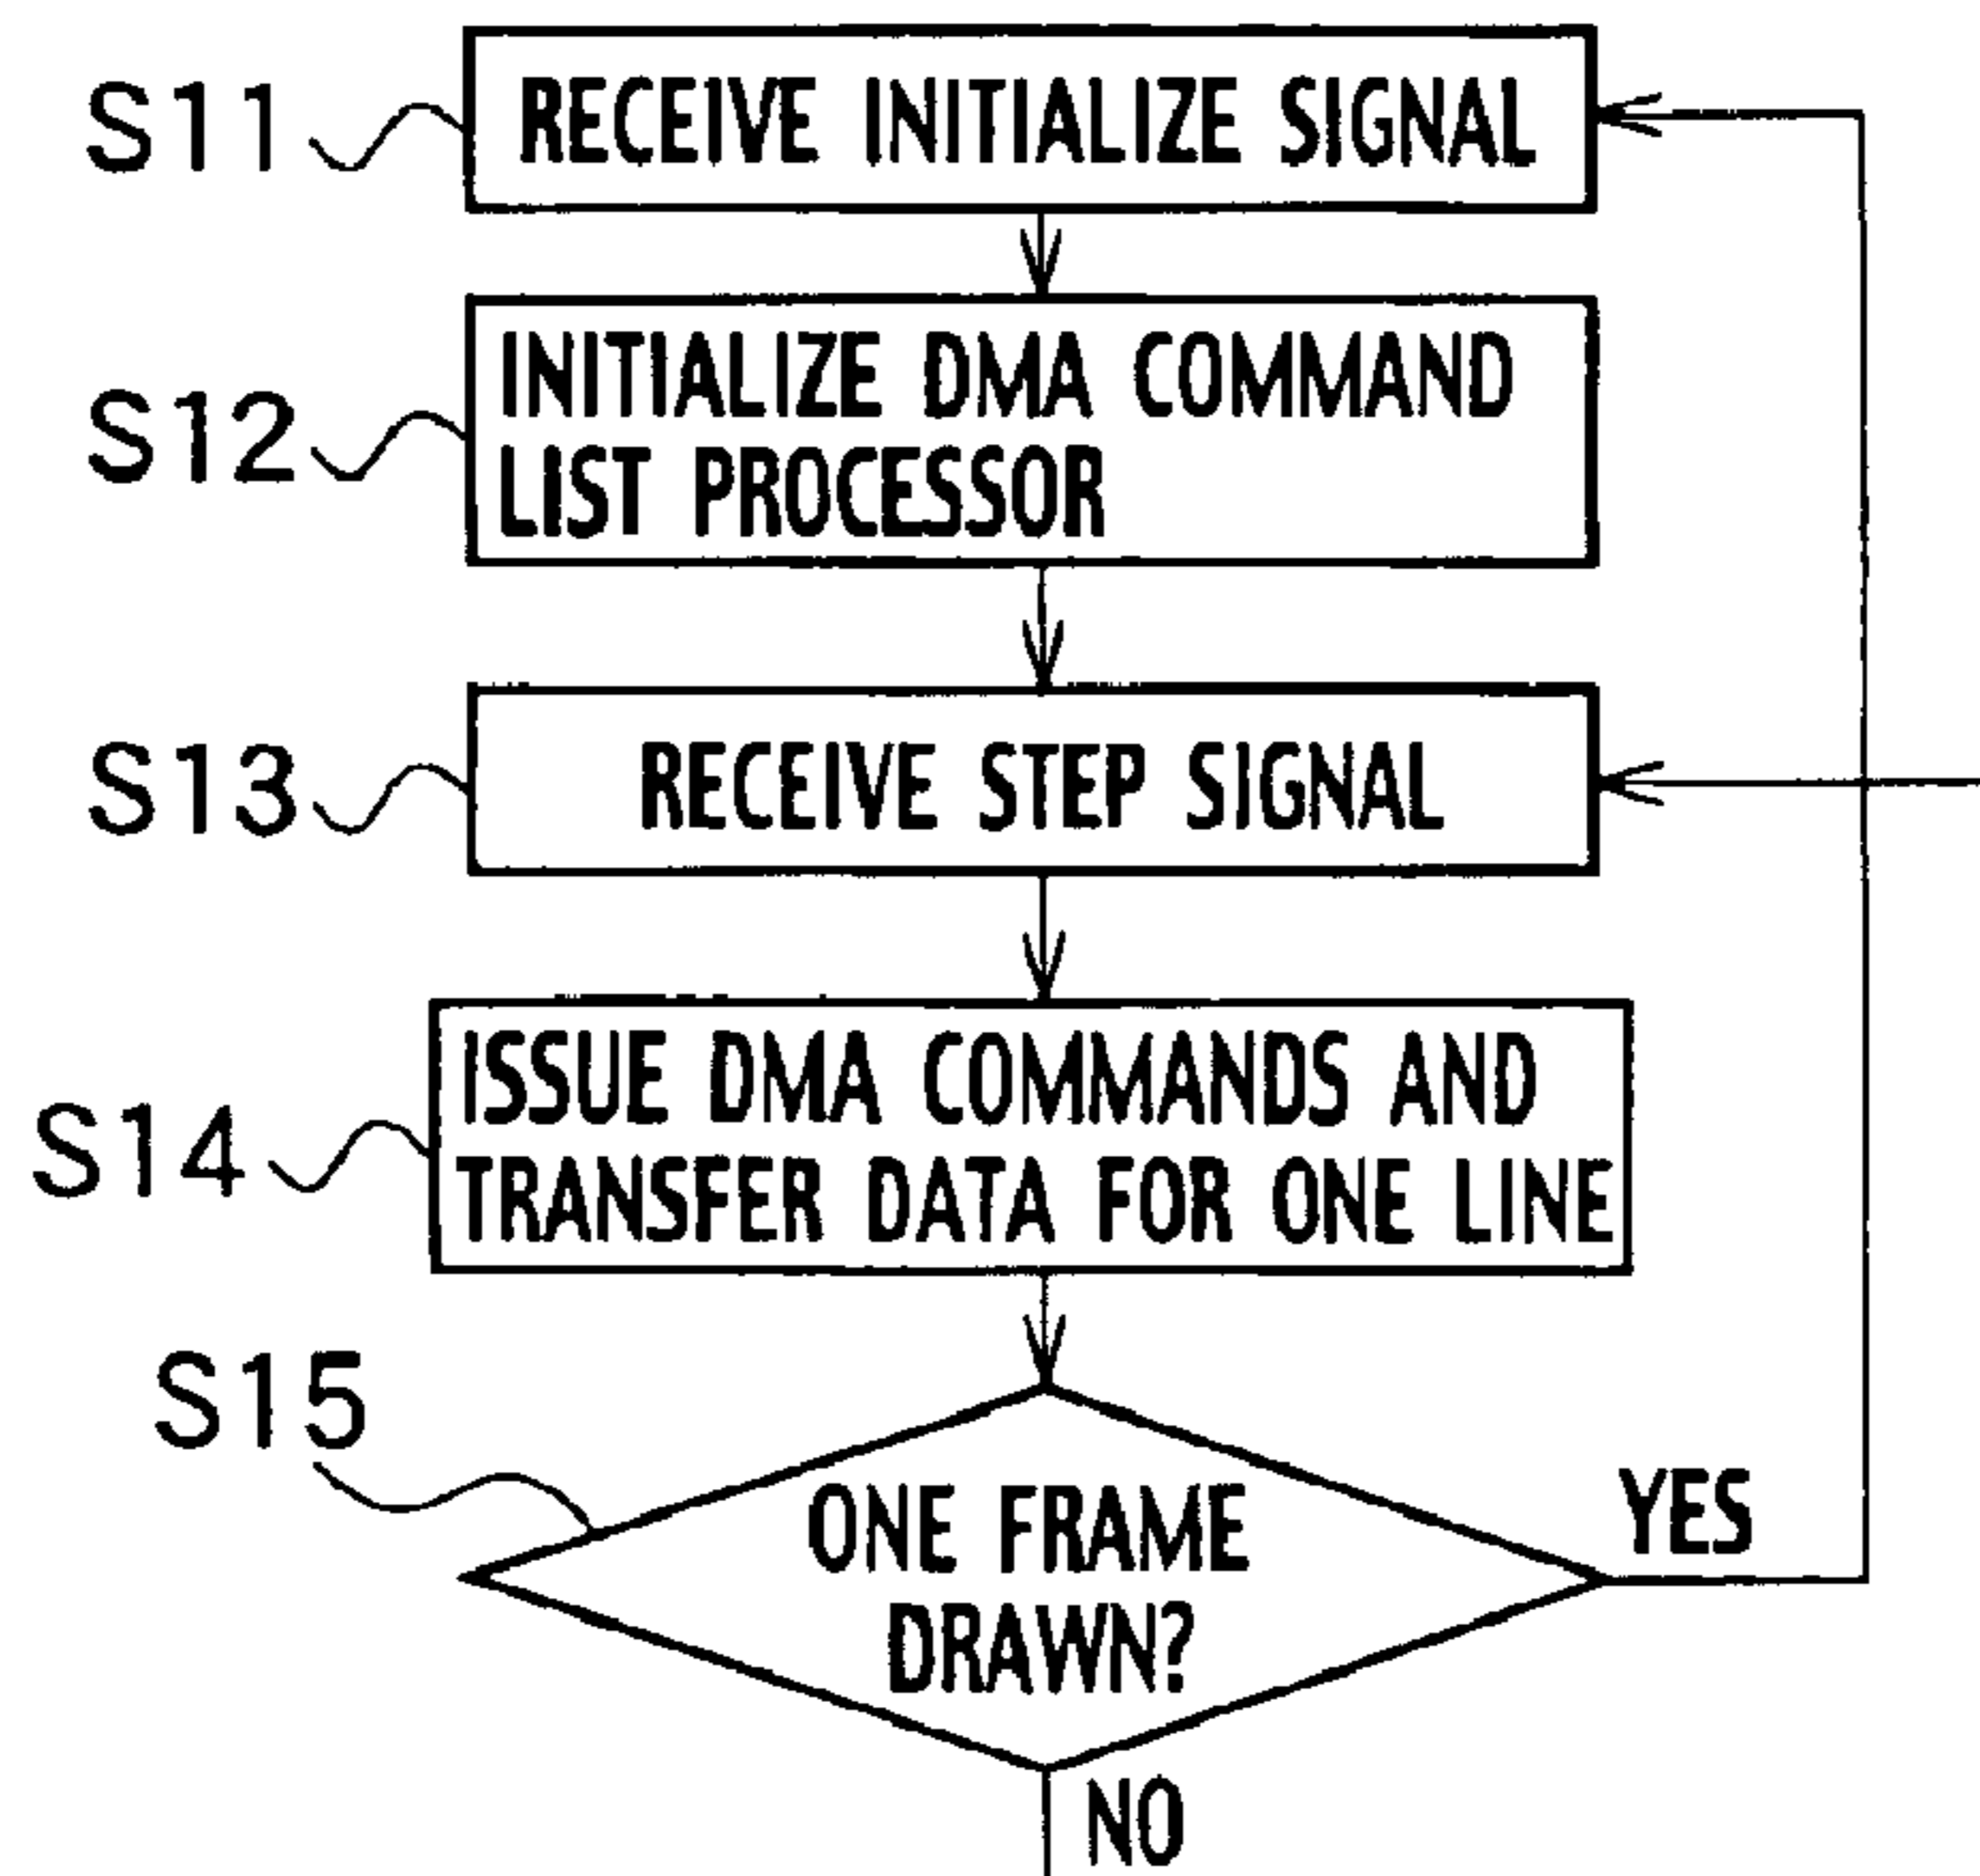 S11
RECEIVE INITIALIZE SIGNAL
S12
INITIALIZE DMA COMMAND
LIST PROCESSOR
S13
RECEIVE STEP SIGNAL
S14
ISSUE DMA COMMANDS AND
TRANSFER DATA FOR ONE LINE
S15
ONE FRAME
DRAWN?
YES
NO